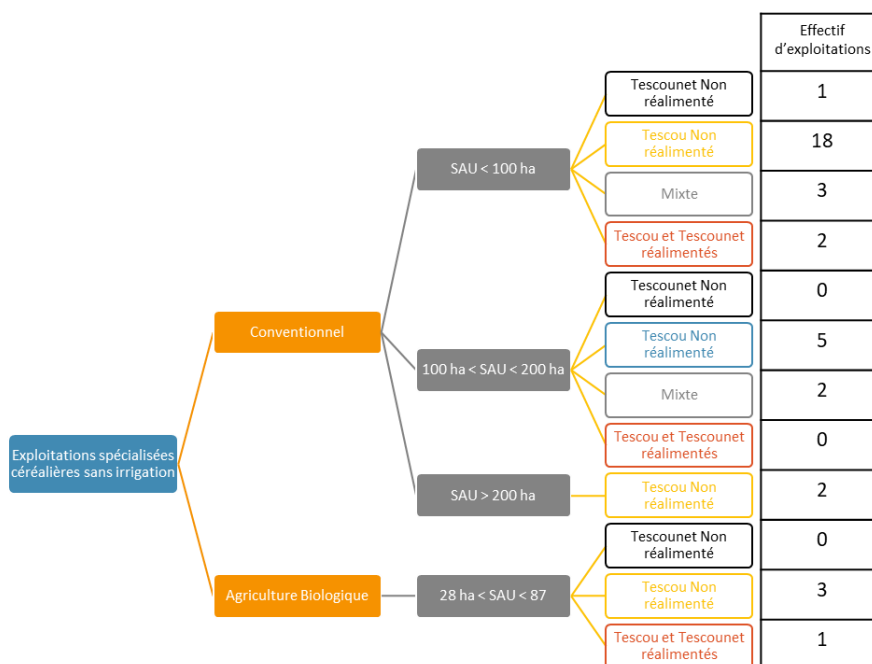 Effectif
d'exploitations
Tescounet Non
réalimenté
1
Tescou Non
réalimenté
18
SAU < 100 ha
Mixte
3
Tescou et Tescounet
réalimentés
2
Tescounet Non
réalimenté
0
Conventionnel
Tescou Non
réalimenté
5
100 ha < SAU < 200 ha
Mixte
2
Tescou et Tescounet
réalimentés
0
Exploitations spécialisées
céréalières sans irrigation
SAU > 200 ha
Tescou Non
réalimenté
2
Tescounet Non
réalimenté
0
Agriculture Biologique
28 ha < SAU < 87
Tescou Non
réalimenté
3
Tescou et Tescounet
réalimentés
1